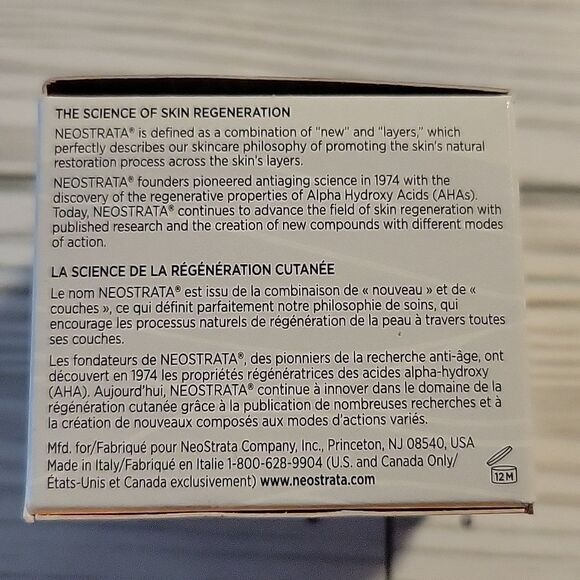 THE SCIENCE OF SKIN REGENERATION
NEOSTRATA® is defined as a combination of "new" and "layers," which
perfectly describes our skincare philosophy of promoting the skin's natural
restoration process across the skin's layers.
NEOSTRATA® founders pioneered antiaging science in 1974 with the
discovery of the regenerative properties of Alpha Hydroxy Acids (AHAs).
Today, NEOSTRATA® continues to advance the field of skin regeneration with
published research and the creation of new compounds with different modes
of action.
LA SCIENCE DE LA RÉGÉNÉRATION CUTANÉE
Le nom NEOSTRATA® est issu de la combinaison de « nouveau » et de «
couches », ce qui définit parfaitement notre philosophie de soins, qui
encourage les processus naturels de régénération de la peau à travers toutes
ses couches.
Les fondateurs de NEOSTRATA®, des pionniers de la recherche anti-âge, ont
découvert en 1974 les propriétés régénératrices des acides alpha-hydroxy
(AHA). Aujourd'hui, NEOSTRATA® continue à innover dans le domaine de la
régénération cutanée grâce à la publication de nombreuses recherches et à
la création de nouveaux composés aux modes d'actions variés.
Mfd. for/Fabriqué pour NeoStrata Company, Inc., Princeton, NJ 08540, USA
Made in Italy/Fabriqué en Italie 1-800-628-9904 (U.S. and Canada Only/
États-Unis et Canada exclusivement) www.neostrata.com
12M